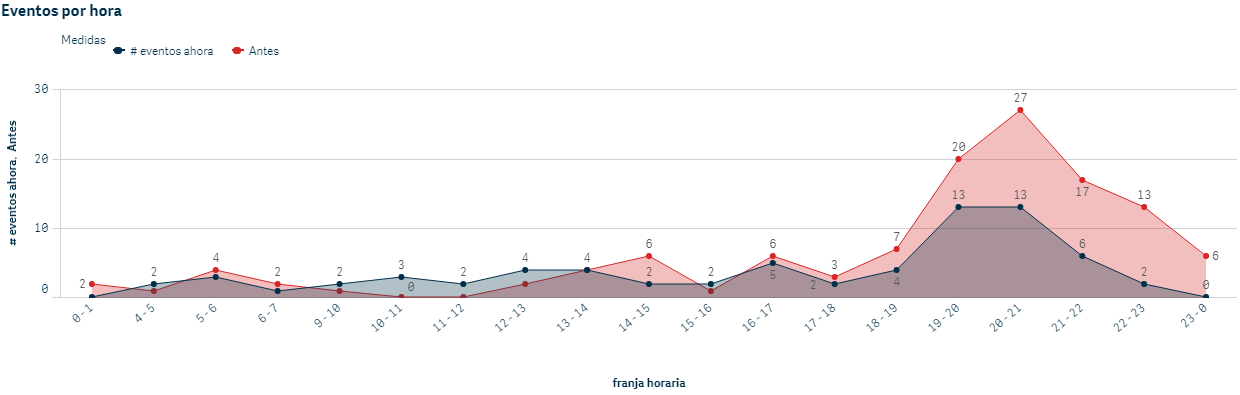 Eventos por hora
Medidas
# eventos ahora
Antes
# eventos ahora, Antes
30
20
10
0
2 2 4 2 2 3 0 2 4 4 6 2 2 6 5 3 2 7 4 20 13 27 13 6 17 13 2 6 0
0 - 1
4 - 5
5 - 6
6 - 7
9 - 10
10 - 11
11 - 12
12 - 13
13 - 14
14 - 15
15 - 16
16 - 17
17 - 18
18 - 19
19 - 20
20 - 21
21 - 22
22 - 23
23 - 0
franja horaria